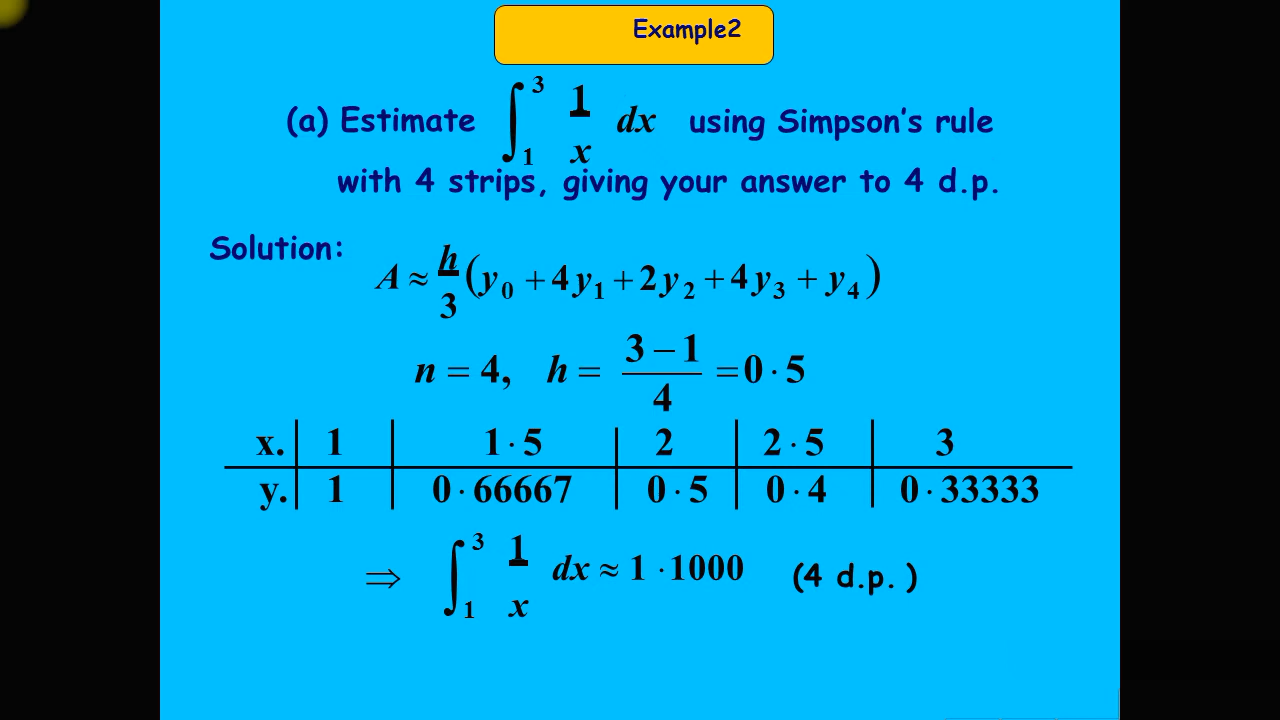 Example2
(a) Estimate ∫₁³ 1/x dx using Simpson's rule
with 4 strips, giving your answer to 4 d.p.
Solution:
A ≈ h/3 (y₀ + 4y₁ + 2y₂ + 4y₃ + y₄)
n = 4, h = (3 − 1)/4 = 0·5
x. 1 1·5 2 2·5 3
y. 1 0·66667 0·5 0·4 0·33333
⇒ ∫₁³ 1/x dx ≈ 1·1000 (4 d.p. )